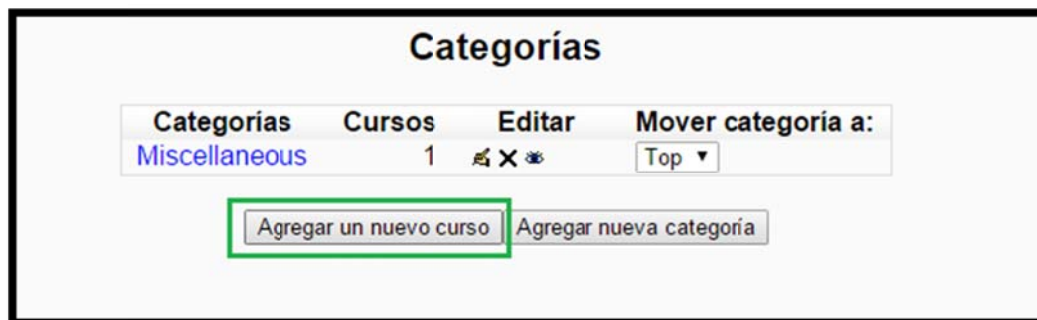 Categorías
Categorías Cursos Editar Mover categoría a:
Miscellaneous 1 Top
Agregar un nuevo curso Agregar nueva categoría